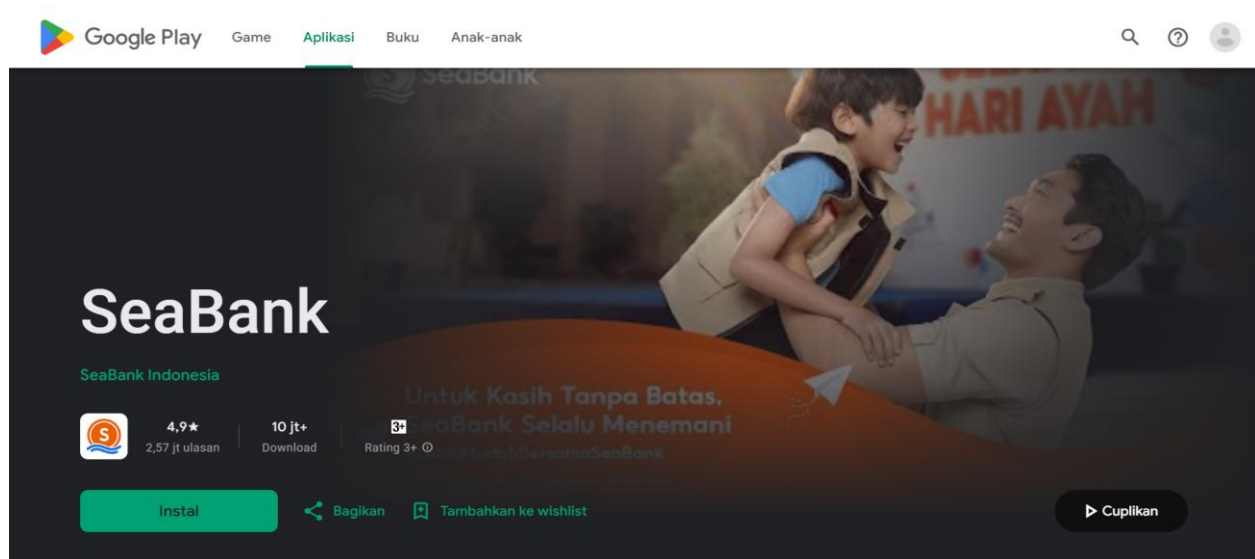 Google Play Game Aplikasi Buku Anak-anak
SeaBank
HARI AYAH
SeaBank
SeaBank Indonesia
Untuk Kasih Tanpa Batas,
SeaBank Selalu Menemani
S
4,9★ 10 jt+ 3+
2,57 jt ulasan Download Rating 3+
Instal Bagikan Tambahkan ke wishlist Cuplikan